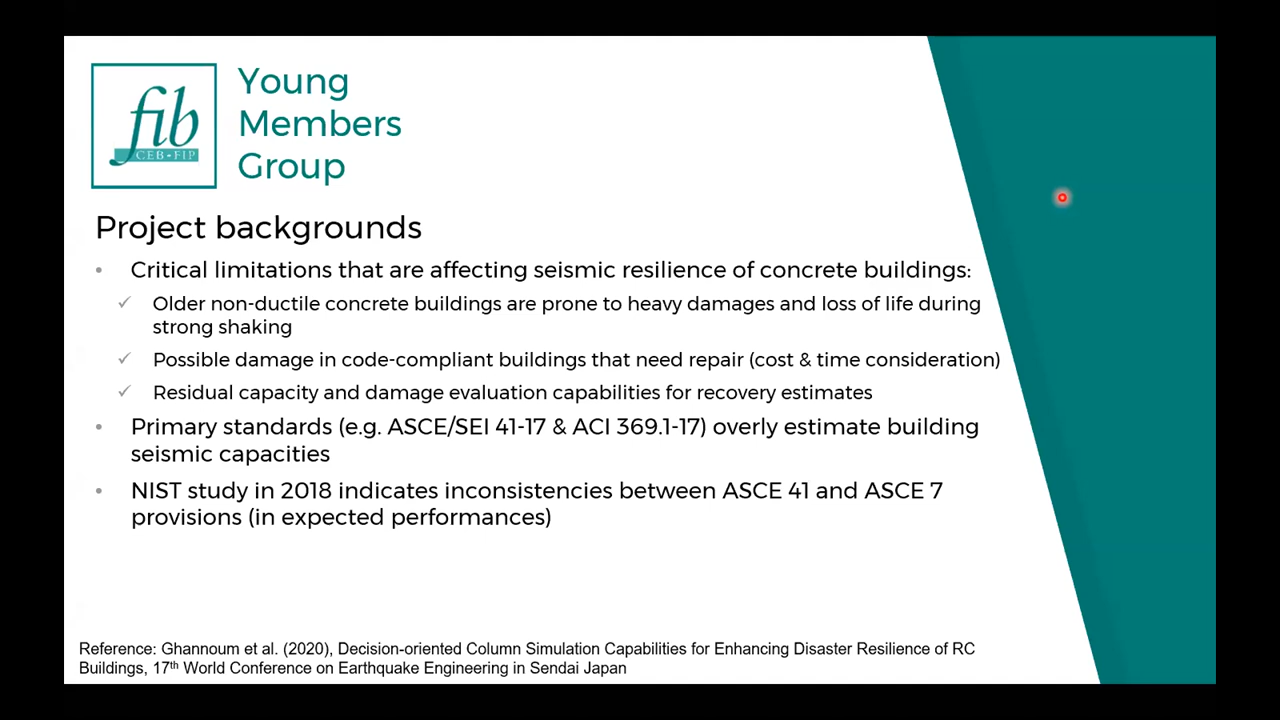 fib
CEB-FIP
Young
Members
Group
Project backgrounds
• Critical limitations that are affecting seismic resilience of concrete buildings:
✓ Older non-ductile concrete buildings are prone to heavy damages and loss of life during
strong shaking
✓ Possible damage in code-compliant buildings that need repair (cost & time consideration)
✓ Residual capacity and damage evaluation capabilities for recovery estimates
• Primary standards (e.g. ASCE/SEI 41-17 & ACI 369.1-17) overly estimate building
seismic capacities
• NIST study in 2018 indicates inconsistencies between ASCE 41 and ASCE 7
provisions (in expected performances)
Reference: Ghannoum et al. (2020), Decision-oriented Column Simulation Capabilities for Enhancing Disaster Resilience of RC
Buildings, 17th World Conference on Earthquake Engineering in Sendai Japan